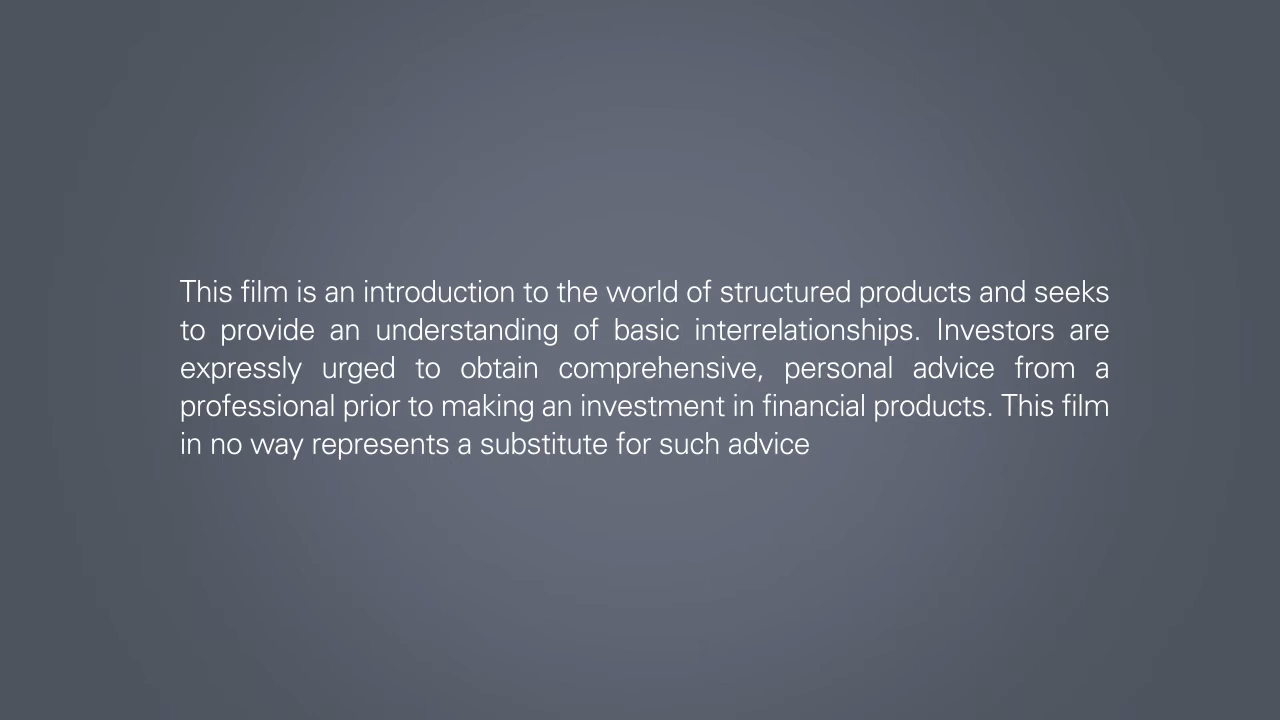 This film is an introduction to the world of structured products and seeks
to provide an understanding of basic interrelationships. Investors are
expressly urged to obtain comprehensive, personal advice from a
professional prior to making an investment in financial products. This film
in no way represents a substitute for such advice